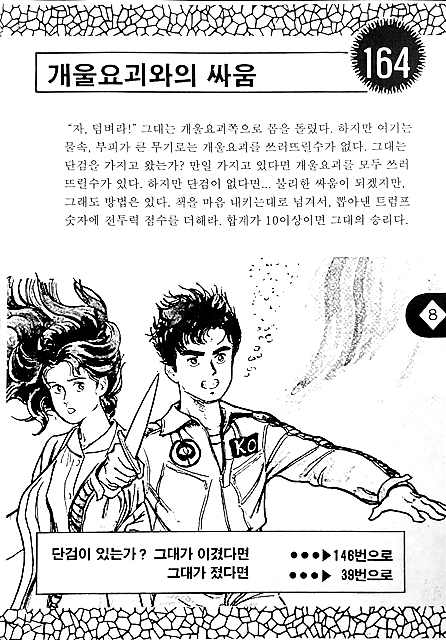 164
개울요괴와의 싸움
“자, 덤벼라!” 그대는 개울요괴쪽으로 몸을 돌렸다. 하지만 여기는
물속, 부피가 큰 무기로는 개울요괴를 쓰러뜨릴수가 없다. 그대는
단검을 가지고 왔는가? 만일 가지고 있다면 개울요괴를 모두 쓰러
뜨릴수가 있다. 하지만 단검이 없다면... 불리한 싸움이 되겠지만,
그래도 방법은 있다. 책을 마음 내키는대로 넘겨서, 뽑아낸 트럼프
숫자에 전투력 점수를 더해라. 합계가 10이상이면 그대의 승리다.
8
KO
단검이 있는가? 그대가 이겼다면 ●●●▶146번으로
그대가 졌다면 ●●●▶ 39번으로